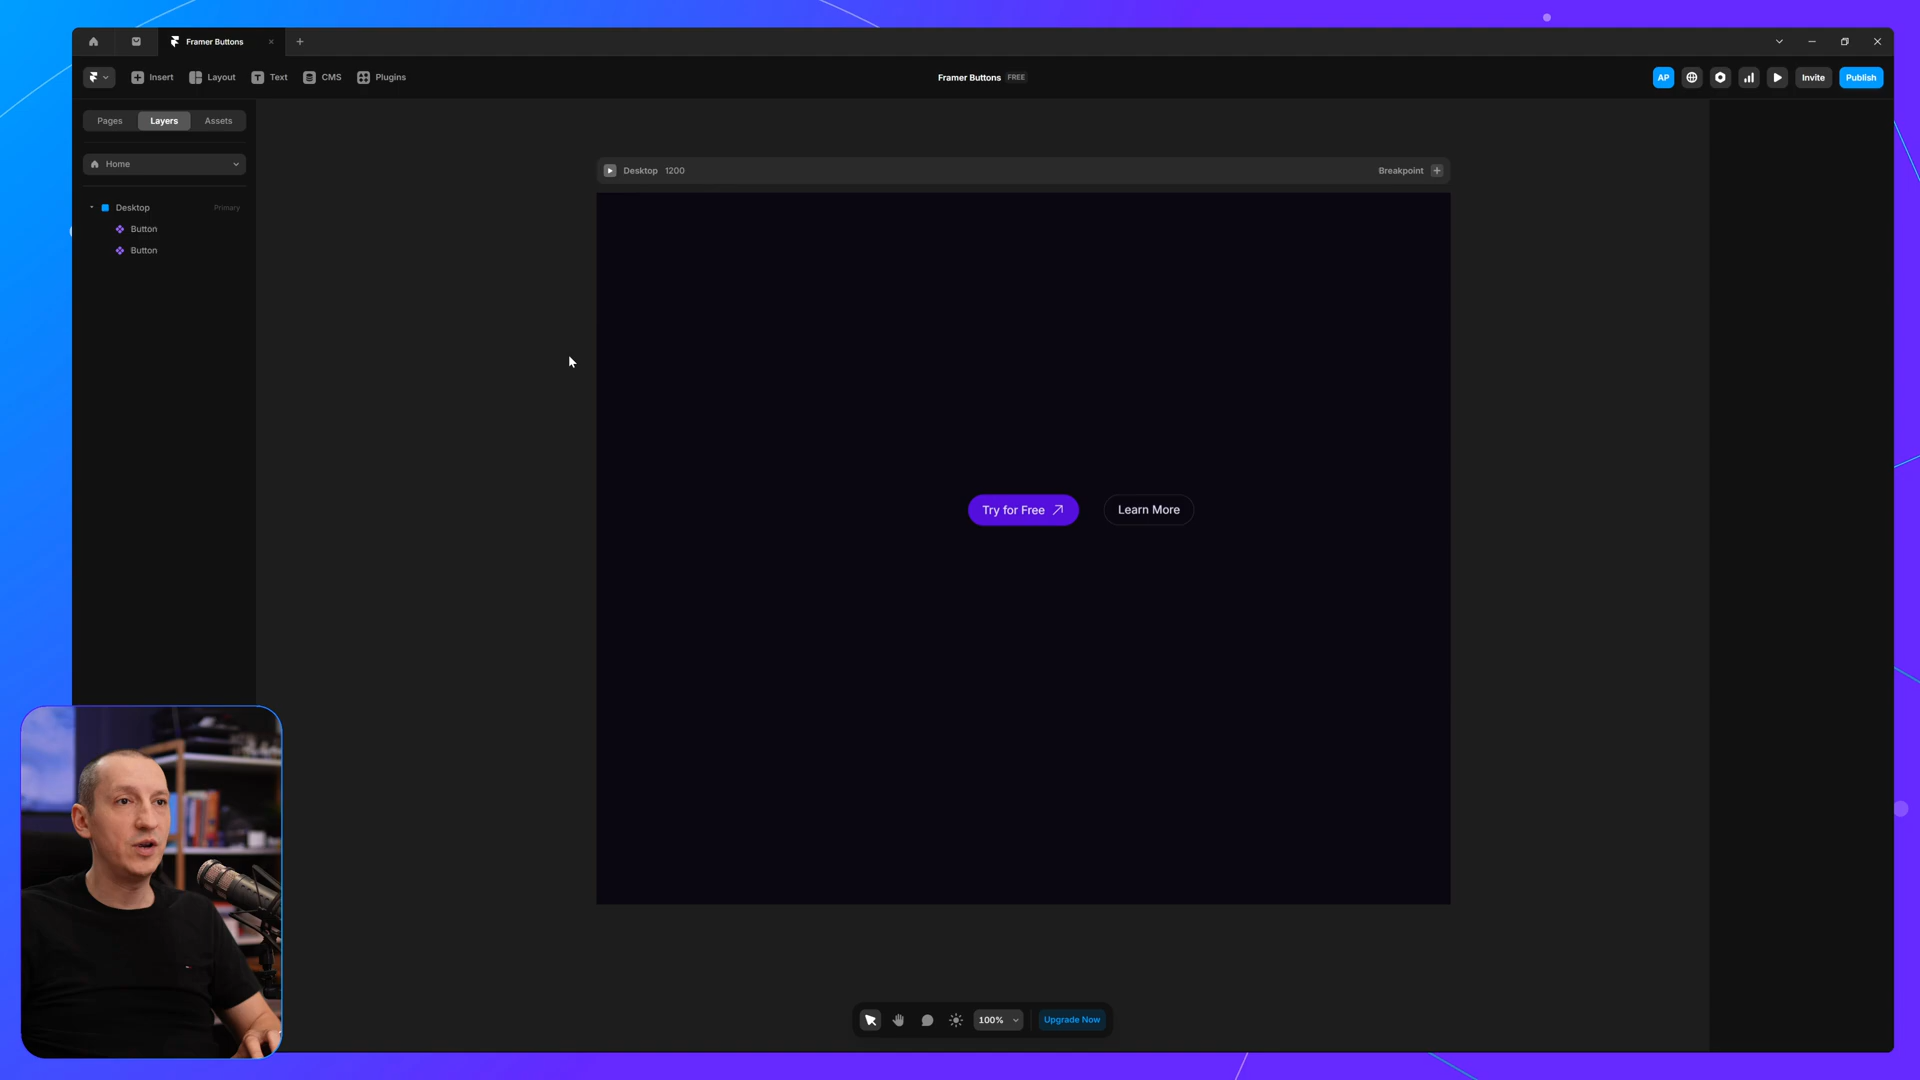 Framer Buttons
Insert
Layout
Text
CMS
Plugins
Framer Buttons FREE
AP
Invite
Publish
Pages
Layers
Assets
Home
Desktop
Primary
Button
Button
Desktop 1200
Breakpoint
Try for Free
Learn More
100%
Upgrade Now